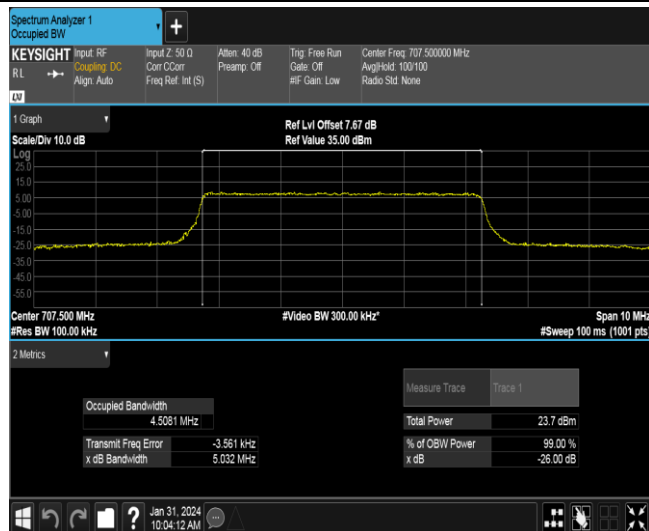 Spectrum Analyzer 1
Occupied BW
+
KEYSIGHT
RL
LXI
Input: RF
Coupling: DC
Align: Auto
Input Z: 50 Ω
Corr CCorr
Freq Ref: Int (S)
Atten: 40 dB
Preamp: Off
Trig: Free Run
Gate: Off
#IF Gain: Low
Center Freq: 707.500000 MHz
Avg|Hold: 100/100
Radio Std: None
1 Graph
Scale/Div 10.0 dB
Ref Lvl Offset 7.67 dB
Ref Value 35.00 dBm
Log
25.0
15.0
5.00
-5.00
-15.0
-25.0
-35.0
-45.0
-55.0
Center 707.500 MHz
#Video BW 300.00 kHz*
Span 10 MHz
#Res BW 100.00 kHz
#Sweep 100 ms (1001 pts)
2 Metrics
Measure Trace
Trace 1
Occupied Bandwidth
4.5081 MHz
Total Power
23.7 dBm
Transmit Freq Error
-3.561 kHz
% of OBW Power
99.00 %
x dB Bandwidth
5.032 MHz
x dB
-26.00 dB
?
Jan 31, 2024
10:04:12 AM